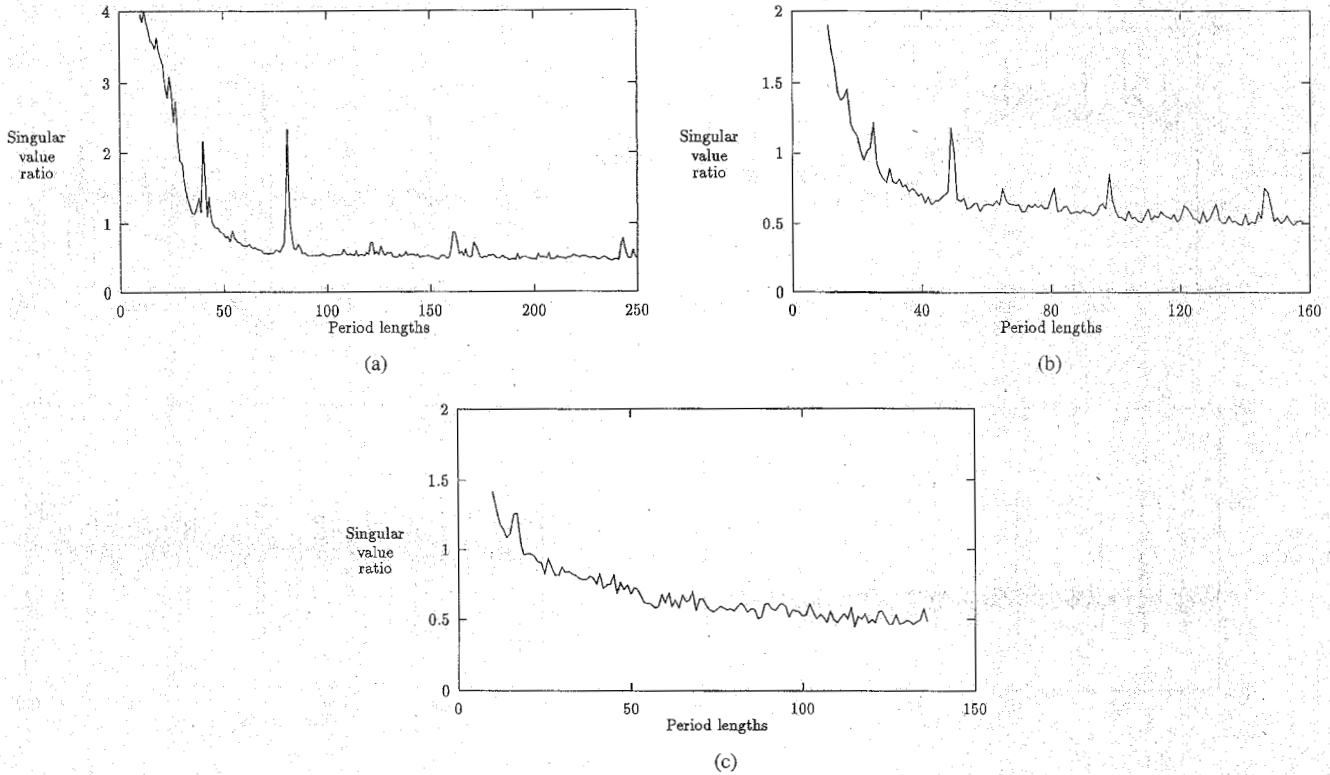 4
3
2
1
0
Singular
value
ratio
0 50 100 150 200 250
Period lengths
(a)
2
1.5
1
0.5
0
Singular
value
ratio
0 40 80 120 160
Period lengths
(b)
2
1.5
1
0.5
0
Singular
value
ratio
0 50 100 150
Period lengths
(c)